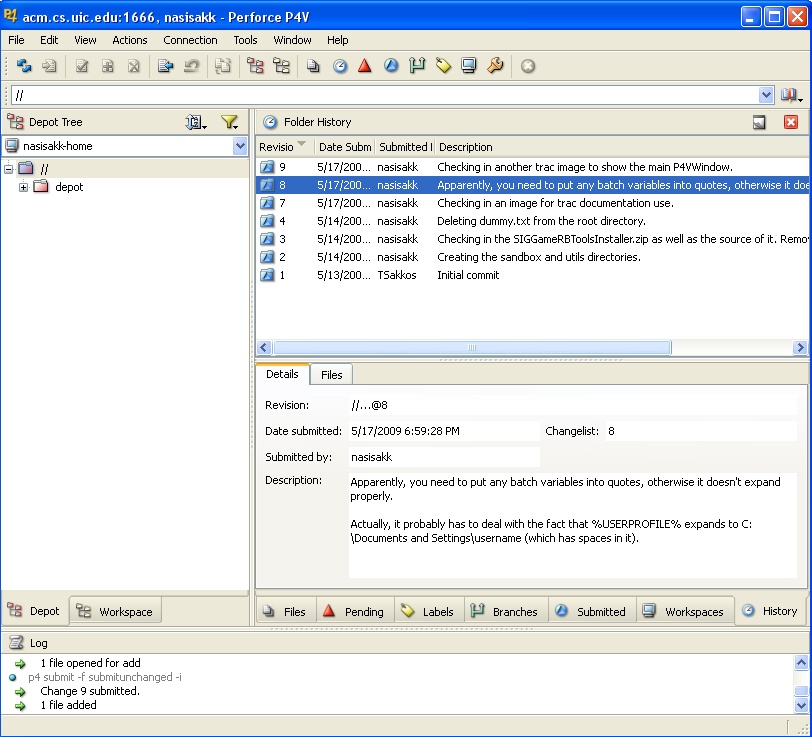 acm.cs.uic.edu:1666, nasisakk - Perforce P4V
File Edit View Actions Connection Tools Window Help
//
Depot Tree
Folder History
nasisakk-home
//
depot
Revisio Date Subm Submitted Description
9 5/17/200... nasisakk Checking in another trac image to show the main P4VWindow.
8 5/17/200... nasisakk Apparently, you need to put any batch variables into quotes, otherwise it doe
7 5/17/200... nasisakk Checking in an image for trac documentation use.
4 5/14/200... nasisakk Deleting dummy.txt from the root directory.
3 5/14/200... nasisakk Checking in the SIGGameRBToolsInstaller.zip as well as the source of it. Remo
2 5/14/200... nasisakk Creating the sandbox and utils directories.
1 5/13/200... TSakkos Initial commit
Details Files
Revision: //...@8
Date submitted: 5/17/2009 6:59:28 PM Changelist: 8
Submitted by: nasisakk
Description: Apparently, you need to put any batch variables into quotes, otherwise it doesn't expand
properly.
Actually, it probably has to deal with the fact that %USERPROFILE% expands to C:
\Documents and Settings\username (which has spaces in it).
Depot Workspace
Files Pending Labels Branches Submitted Workspaces History
Log
1 file opened for add
p4 submit -f submitunchanged -i
Change 9 submitted.
1 file added